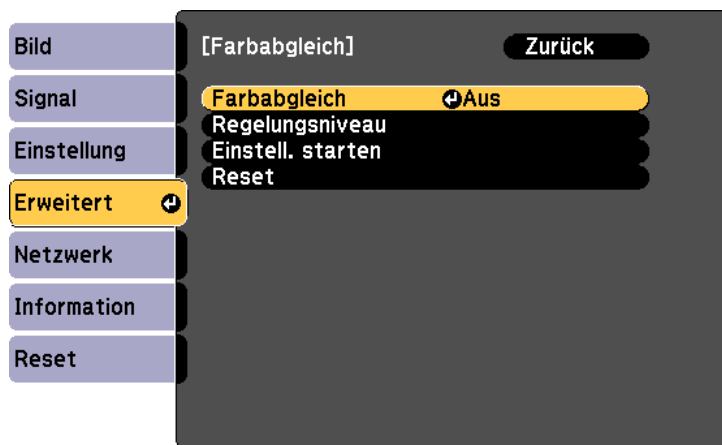 Bild
Signal
Einstellung
Erweitert
Netzwerk
Information
Reset
[Farbabgleich] Zurück
Farbabgleich Aus
Regelungsniveau
Einstell. starten
Reset